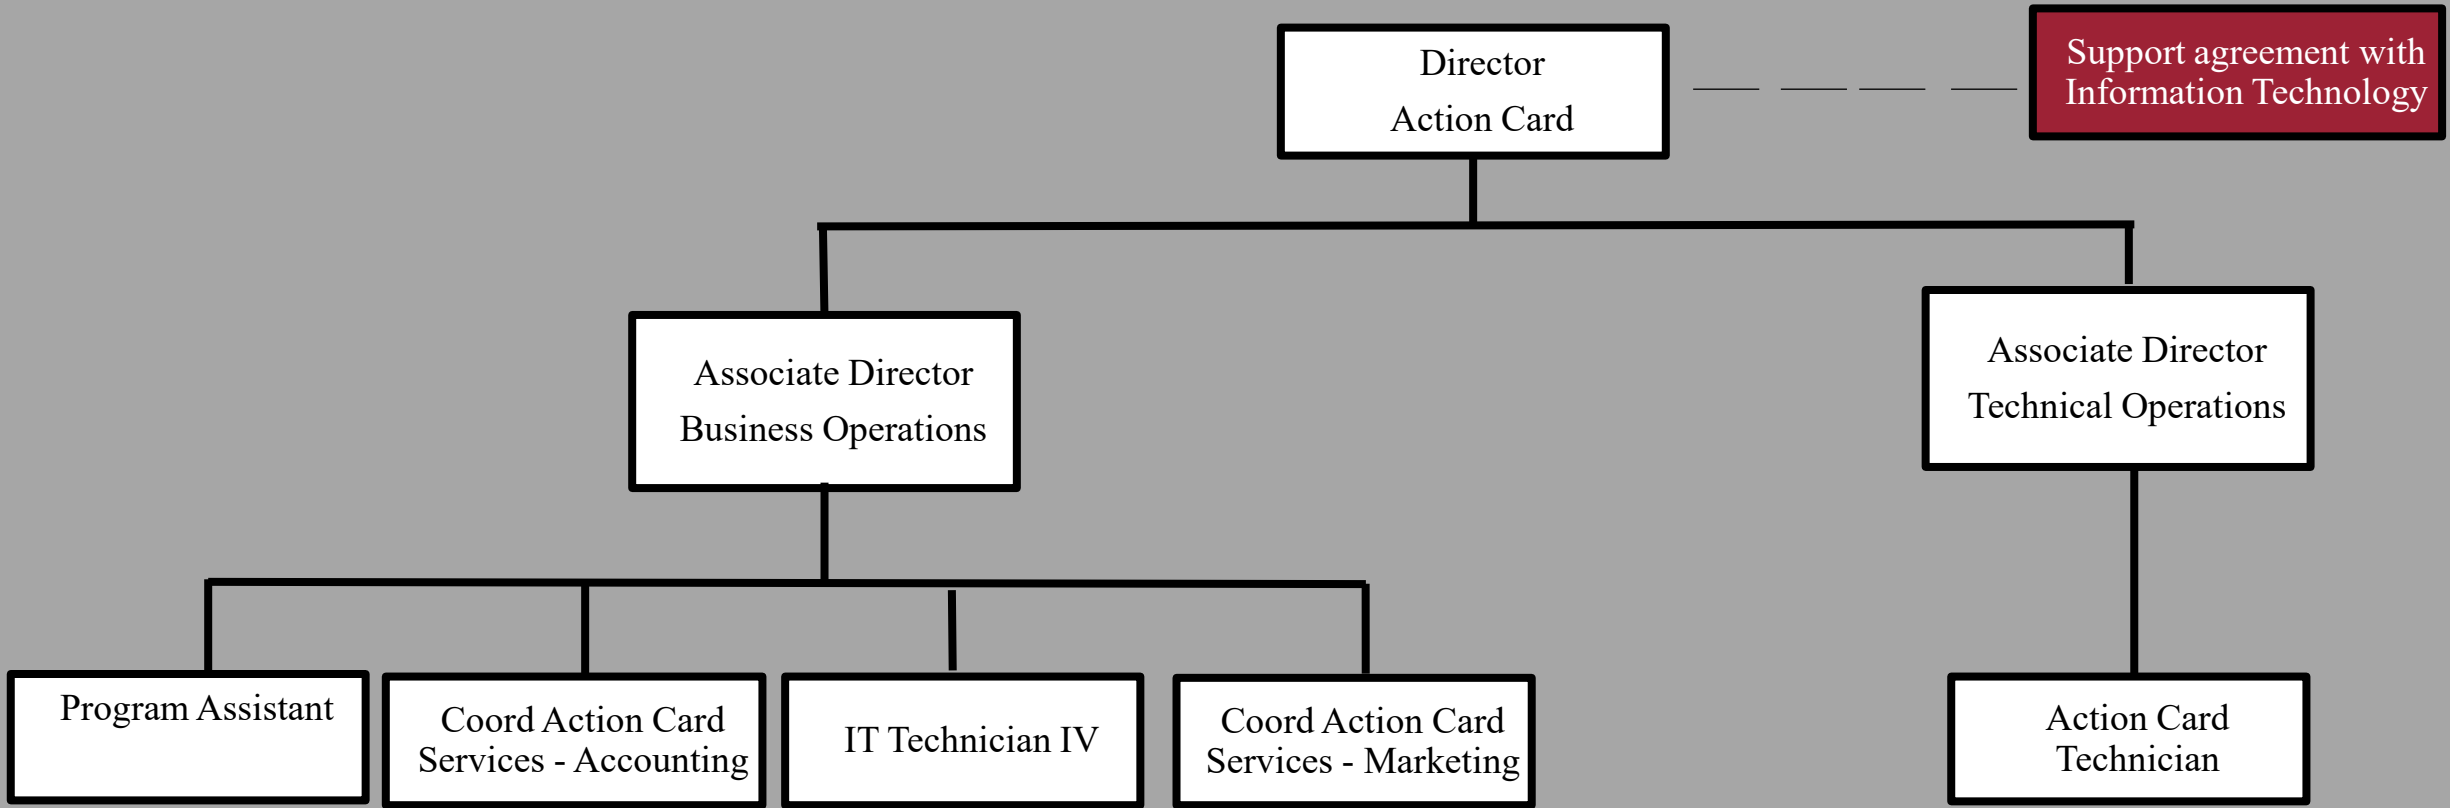 Director
Action Card
Support agreement with
Information Technology
Associate Director
Business Operations
Associate Director
Technical Operations
Program Assistant
Coord Action Card
Services - Accounting
IT Technician IV
Coord Action Card
Services - Marketing
Action Card
Technician